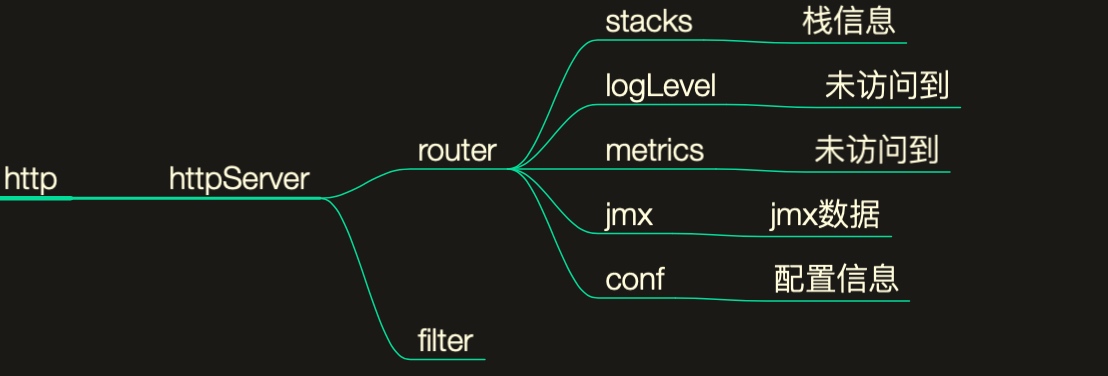 stacks 栈信息
logLevel 未访问到
router
metrics 未访问到
http httpServer
jmx jmx数据
conf 配置信息
filter